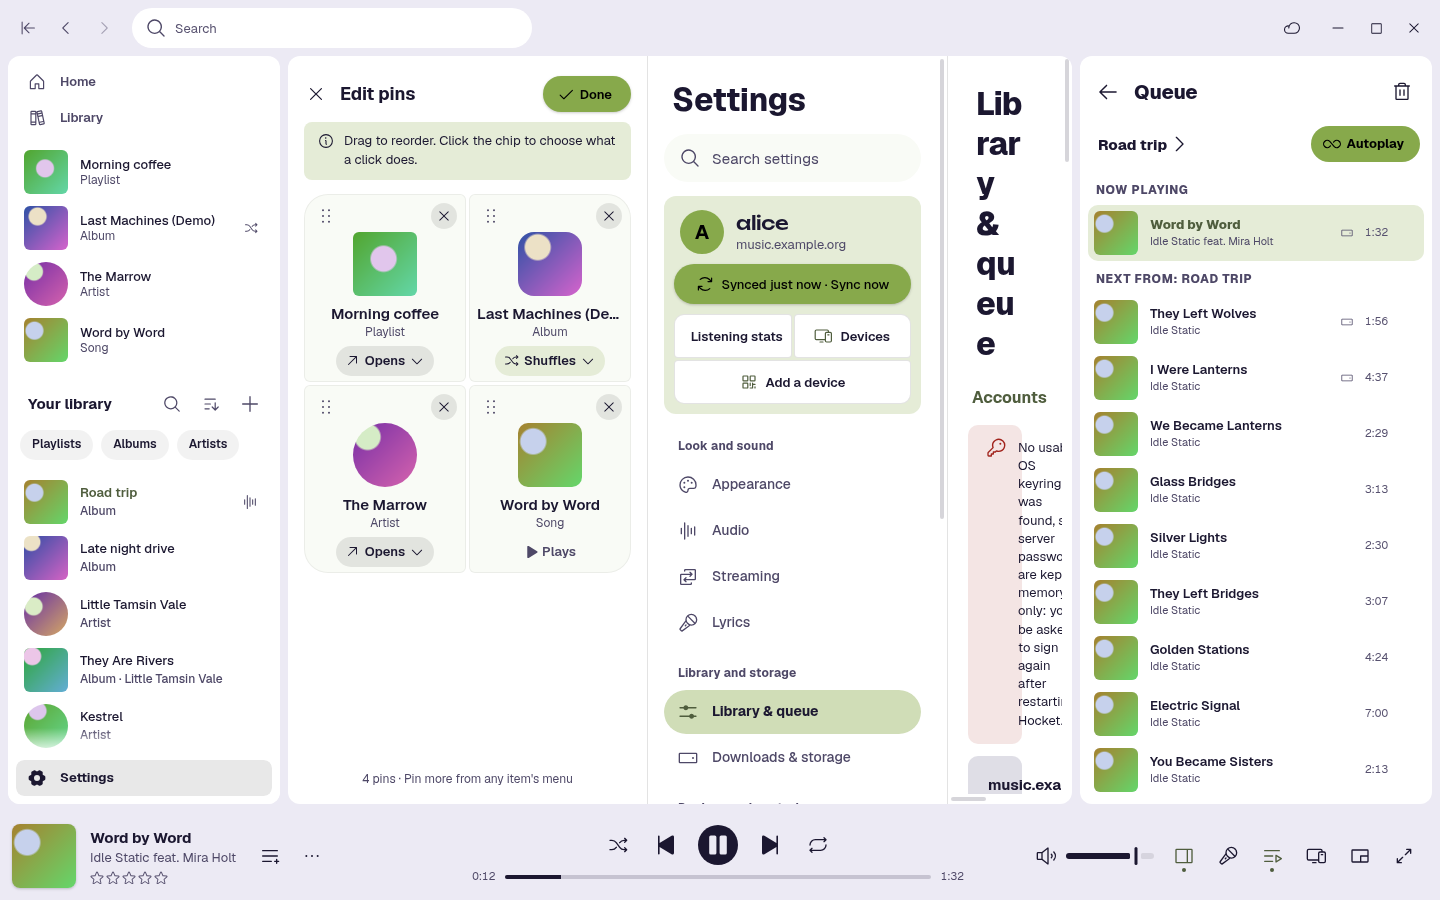 Search
Home
Library
Morning coffee
Playlist
Last Machines (Demo)
Album
The Marrow
Artist
Word by Word
Song
Your library
Playlists
Albums
Artists
Road trip
Album
Late night drive
Album
Little Tamsin Vale
Artist
They Are Rivers
Album · Little Tamsin Vale
Kestrel
Artist
Settings
Edit pins
Done
Drag to reorder. Click the chip to choose what
a click does.
Morning coffee
Playlist
Opens
Last Machines (De...
Album
Shuffles
The Marrow
Artist
Opens
Word by Word
Song
Plays
4 pins · Pin more from any item's menu
Settings
Search settings
A
alice
music.example.org
Synced just now · Sync now
Listening stats
Devices
Add a device
Look and sound
Appearance
Audio
Streaming
Lyrics
Library and storage
Library & queue
Downloads & storage
Lib
rar
y
&
qu
eu
e
Accounts
No usab
OS
keyring
was
found, s
server
passwo
are kep
memory
only: yo
be aske
to sign
again
after
restartin
Hocket.
music.exa
Queue
Road trip
Autoplay
NOW PLAYING
Word by Word
Idle Static feat. Mira Holt
1:32
NEXT FROM: ROAD TRIP
They Left Wolves
Idle Static
1:56
I Were Lanterns
Idle Static
4:37
We Became Lanterns
Idle Static
2:29
Glass Bridges
Idle Static
3:13
Silver Lights
Idle Static
2:30
They Left Bridges
Idle Static
3:07
Golden Stations
Idle Static
4:24
Electric Signal
Idle Static
7:00
You Became Sisters
Idle Static
2:13
Word by Word
Idle Static feat. Mira Holt
0:12
1:32